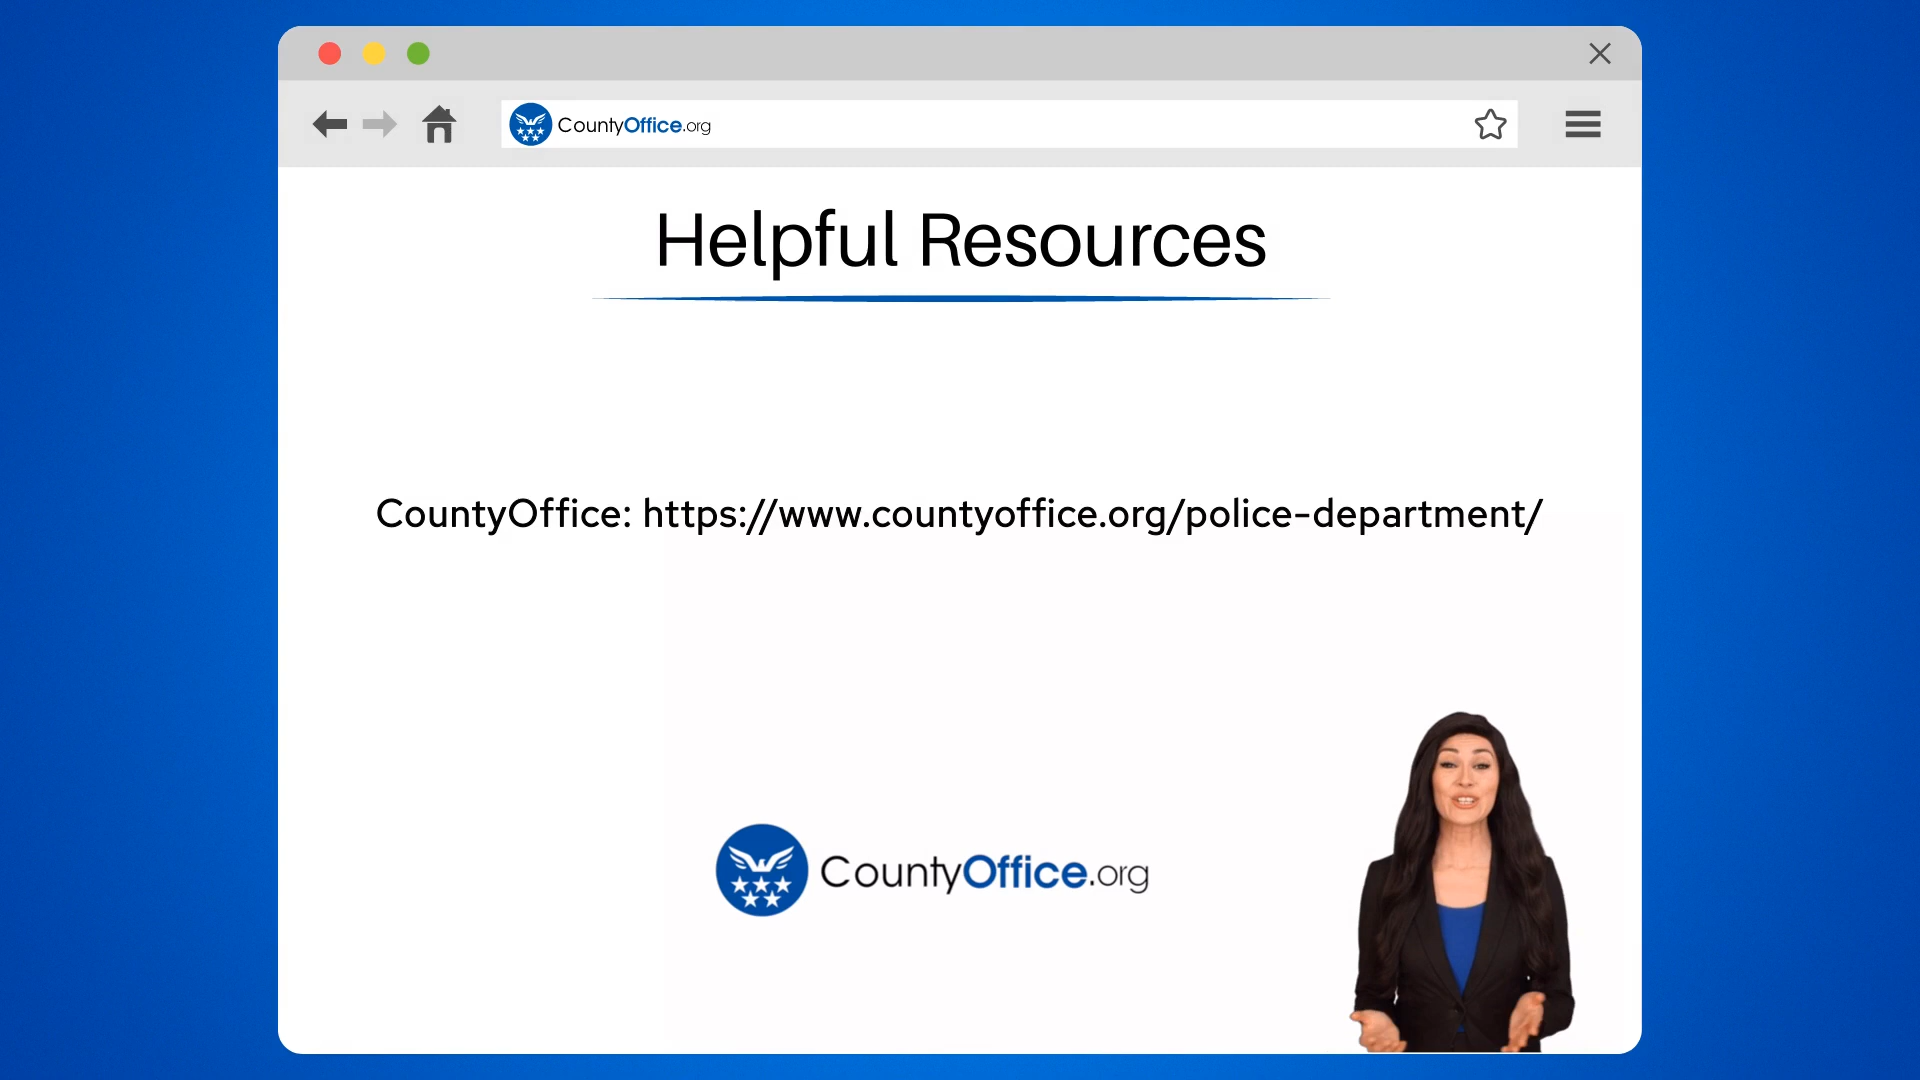 CountyOffice.org
Helpful Resources
CountyOffice: https://www.countyoffice.org/police-department/
CountyOffice.org